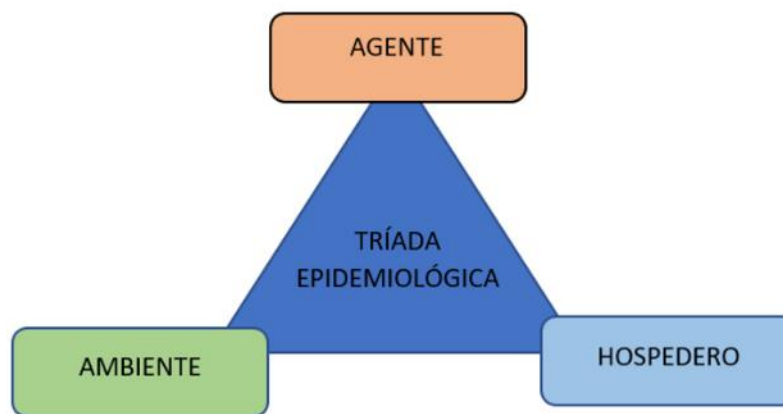 AGENTE
TRÍADA
EPIDEMIOLÓGICA
AMBIENTE
HOSPEDERO